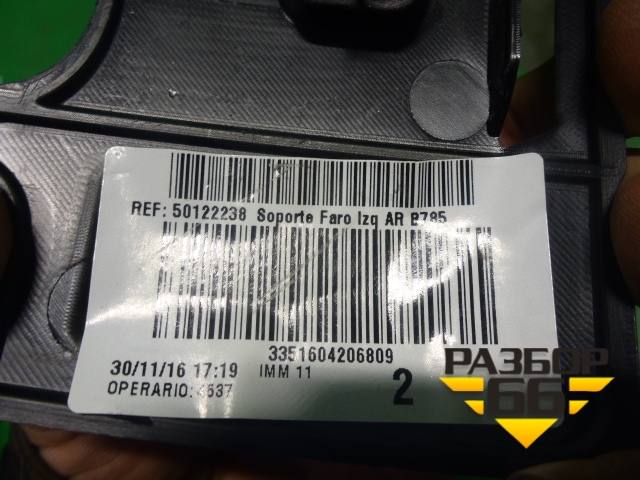 REF: 50122238 Soporte Faro Izq AR B785
3351604206809
30/11/16 17:19 IMM 11
OPERARIO: 4537 2
РАЗБОР
66